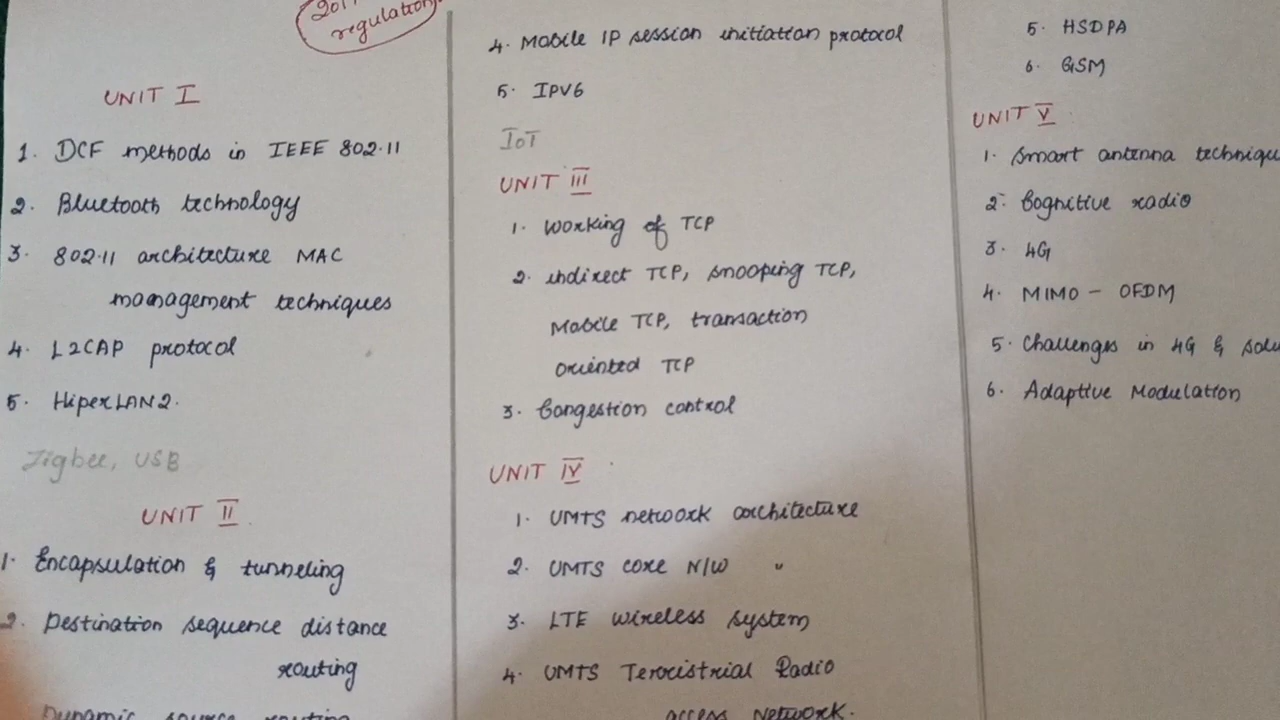 regulation
UNIT I
1. DCF methods in IEEE 802.11
2. Bluetooth technology
3. 802.11 architecture MAC
management techniques
4. L2CAP protocol
5. HiperLAN2.
Zigbee, USB
UNIT II
1. Encapsulation & tunneling
2. Destination sequence distance
routing
Dynamic source routing
4. Mobile IP session initiation protocol
5. IPV6
IoT
UNIT III
1. Working of TCP
2. indirect TCP, snooping TCP,
Mobile TCP, transaction
oriented TCP
3. Congestion control
UNIT IV
1. UMTS network architecture
2. UMTS core N/W "
3. LTE wireless system
4. UMTS Terristrial Radio
access Network.
5. HSDPA
6. GSM
UNIT V
1. Smart antenna techniqu
2. Cognitive radio
3. 4G
4. MIMO - OFDM
5. Challenges in 4G & solu
6. Adaptive Modulation